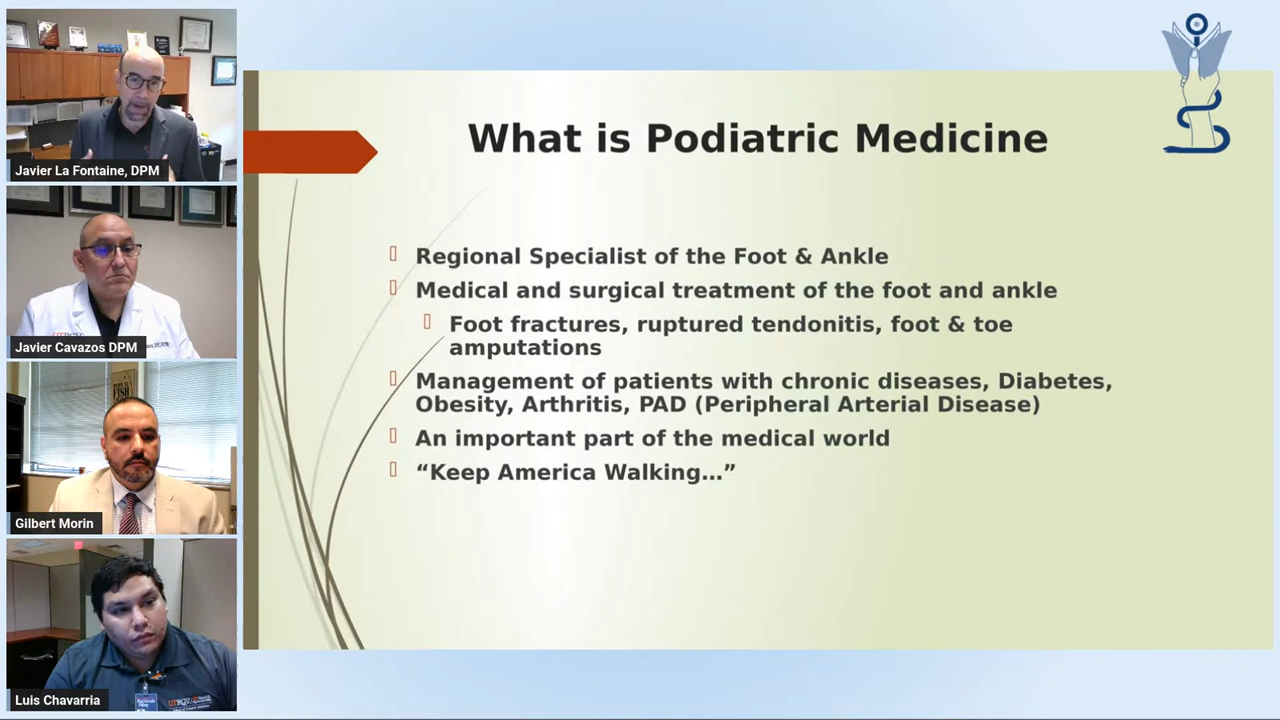 What is Podiatric Medicine
Regional Specialist of the Foot & Ankle
Medical and surgical treatment of the foot and ankle
Foot fractures, ruptured tendonitis, foot & toe
amputations
Management of patients with chronic diseases, Diabetes,
Obesity, Arthritis, PAD (Peripheral Arterial Disease)
An important part of the medical world
“Keep America Walking…”
Javier La Fontaine, DPM
Javier Cavazos DPM
Gilbert Morin
Luis Chavarria
UTRGV